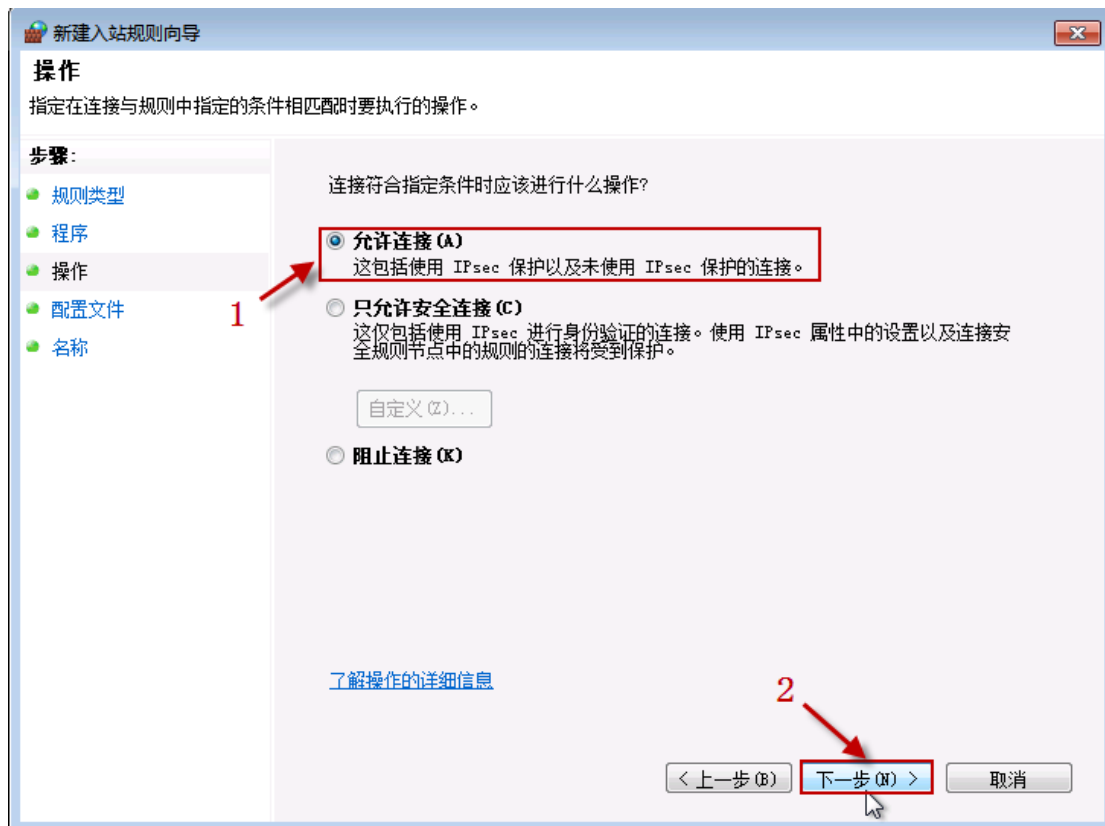 新建入站规则向导
操作
指定在连接与规则中指定的条件相匹配时要执行的操作。
步骤:
规则类型
程序
操作
配置文件
名称
连接符合指定条件时应该进行什么操作?
允许连接(A)
这包括使用 IPsec 保护以及未使用 IPsec 保护的连接。
1
只允许安全连接(C)
这仅包括使用 IPsec 进行身份验证的连接。使用 IPsec 属性中的设置以及连接安
全规则节点中的规则的连接将受到保护。
自定义(Z)...
阻止连接(K)
了解操作的详细信息
2
< 上一步(B)
下一步(N) >
取消